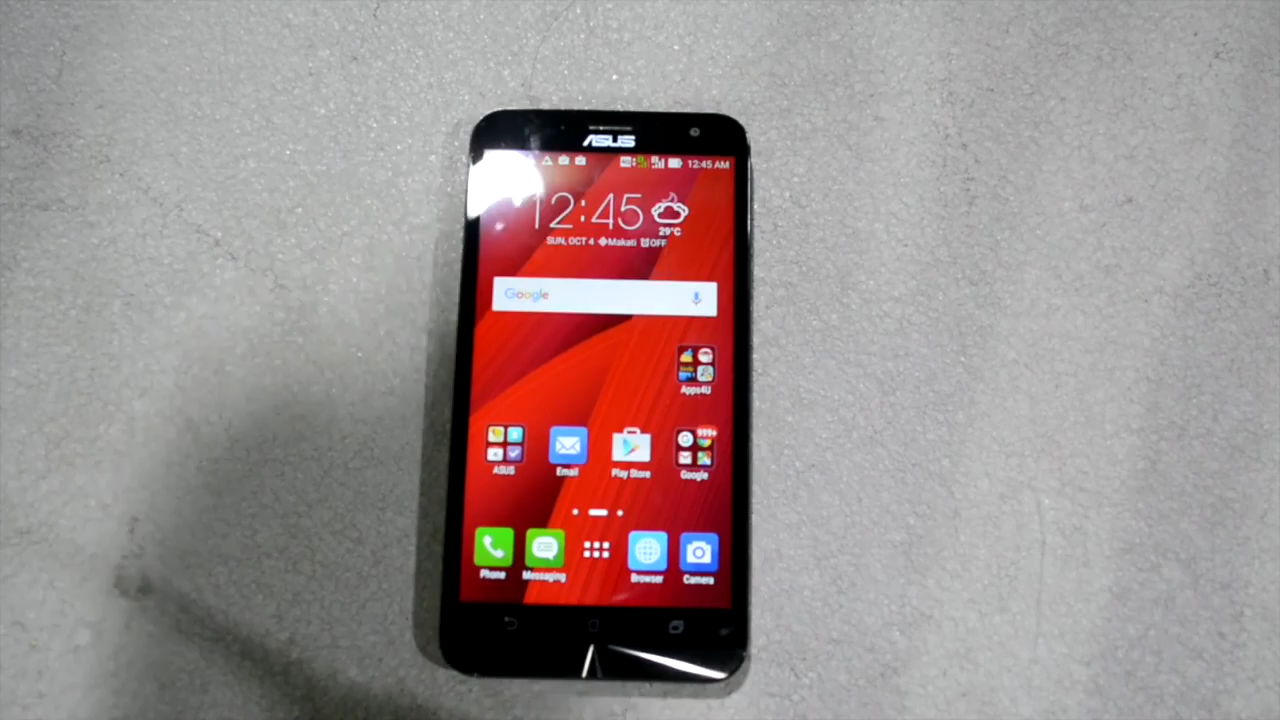 ASUS
12:45 AM
12:45
29°C
SUN, OCT 4 Makati OFF
Google
Apps4U
999+
ASUS Email Play Store Google
Phone Messaging Browser Camera